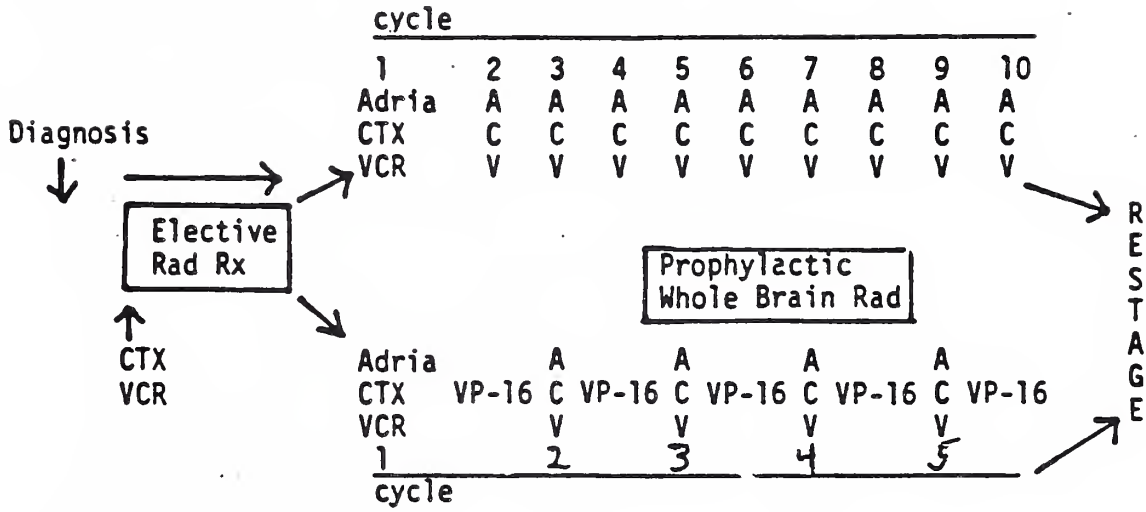 cycle
1 2 3 4 5 6 7 8 9 10
Adria A A A A A A A A A
CTX C C C C C C C C C
VCR V V V V V V V V V
Diagnosis
Elective
Rad Rx
CTX
VCR
Prophylactic
Whole Brain Rad
Adria A A A A
CTX VP-16 C VP-16 C VP-16 C VP-16 C VP-16
VCR V V V V
1 2 3 4 5
cycle
R
E
S
T
A
G
E